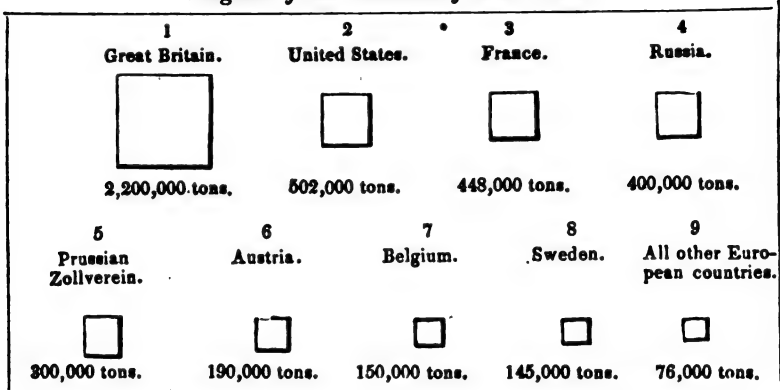 1 2 3 4
Great Britain. United States. France. Russia.
2,200,000 tons. 502,000 tons. 448,000 tons. 400,000 tons.
5 6 7 8 9
Prussian Austria. Belgium. Sweden. All other Euro-
Zollverein. pean countries.
300,000 tons. 190,000 tons. 150,000 tons. 145,000 tons. 76,000 tons.